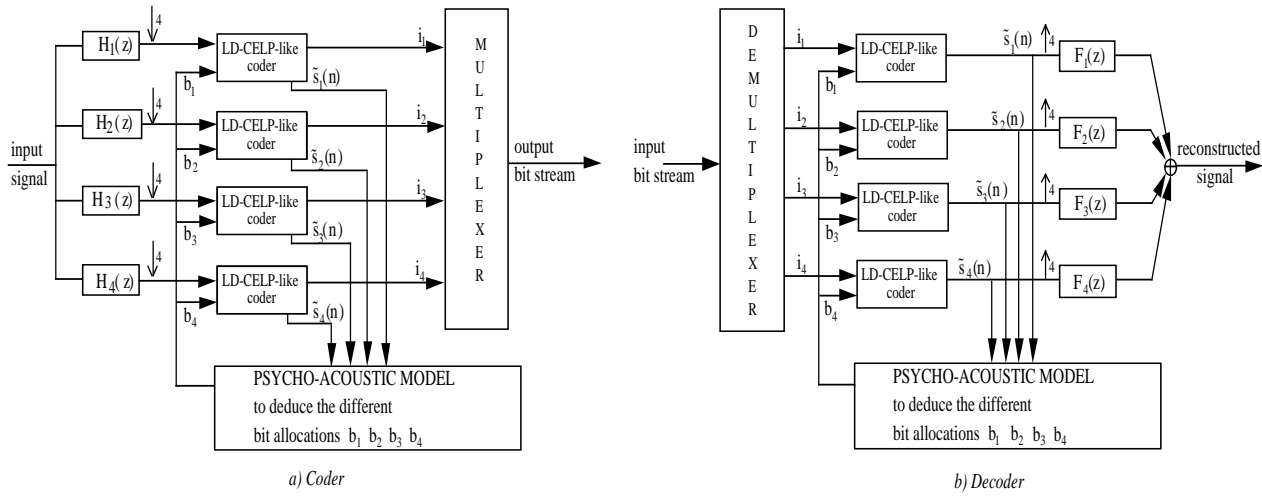 input
signal
H1(z)
4
LD-CELP-like
coder
b1
i1
s̃1(n)
H2(z)
4
LD-CELP-like
coder
b2
i2
s̃2(n)
H3(z)
4
LD-CELP-like
coder
b3
i3
s̃3(n)
H4(z)
4
LD-CELP-like
coder
b4
i4
s̃4(n)
MULTIPLEXER
output
bit stream
PSYCHO-ACOUSTIC MODEL
to deduce the different
bit allocations b1 b2 b3 b4
a) Coder
input
bit stream
DEMULTIPLEXER
i1
b1
LD-CELP-like
coder
s̃1(n)
4
F1(z)
i2
b2
LD-CELP-like
coder
s̃2(n)
4
F2(z)
i3
b3
LD-CELP-like
coder
s̃3(n)
4
F3(z)
i4
b4
LD-CELP-like
coder
s̃4(n)
4
F4(z)
reconstructed
signal
PSYCHO-ACOUSTIC MODEL
to deduce the different
bit allocations b1 b2 b3 b4
b) Decoder